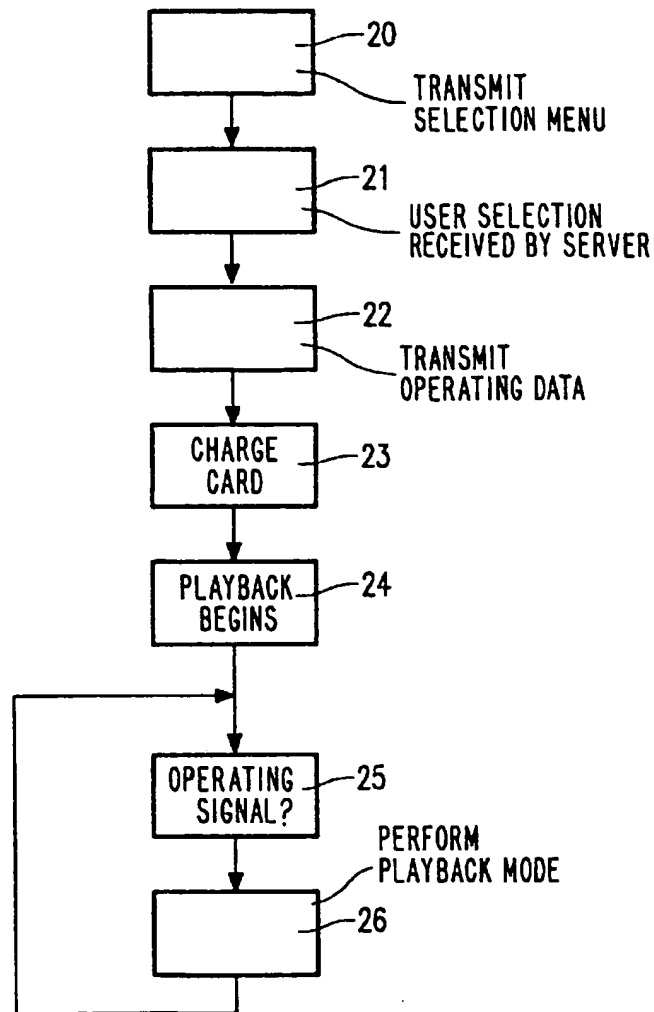 20
TRANSMIT
SELECTION MENU
21
USER SELECTION
RECEIVED BY SERVER
22
TRANSMIT
OPERATING DATA
CHARGE
CARD
23
PLAYBACK
BEGINS
24
OPERATING
SIGNAL?
25
PERFORM
PLAYBACK MODE
26